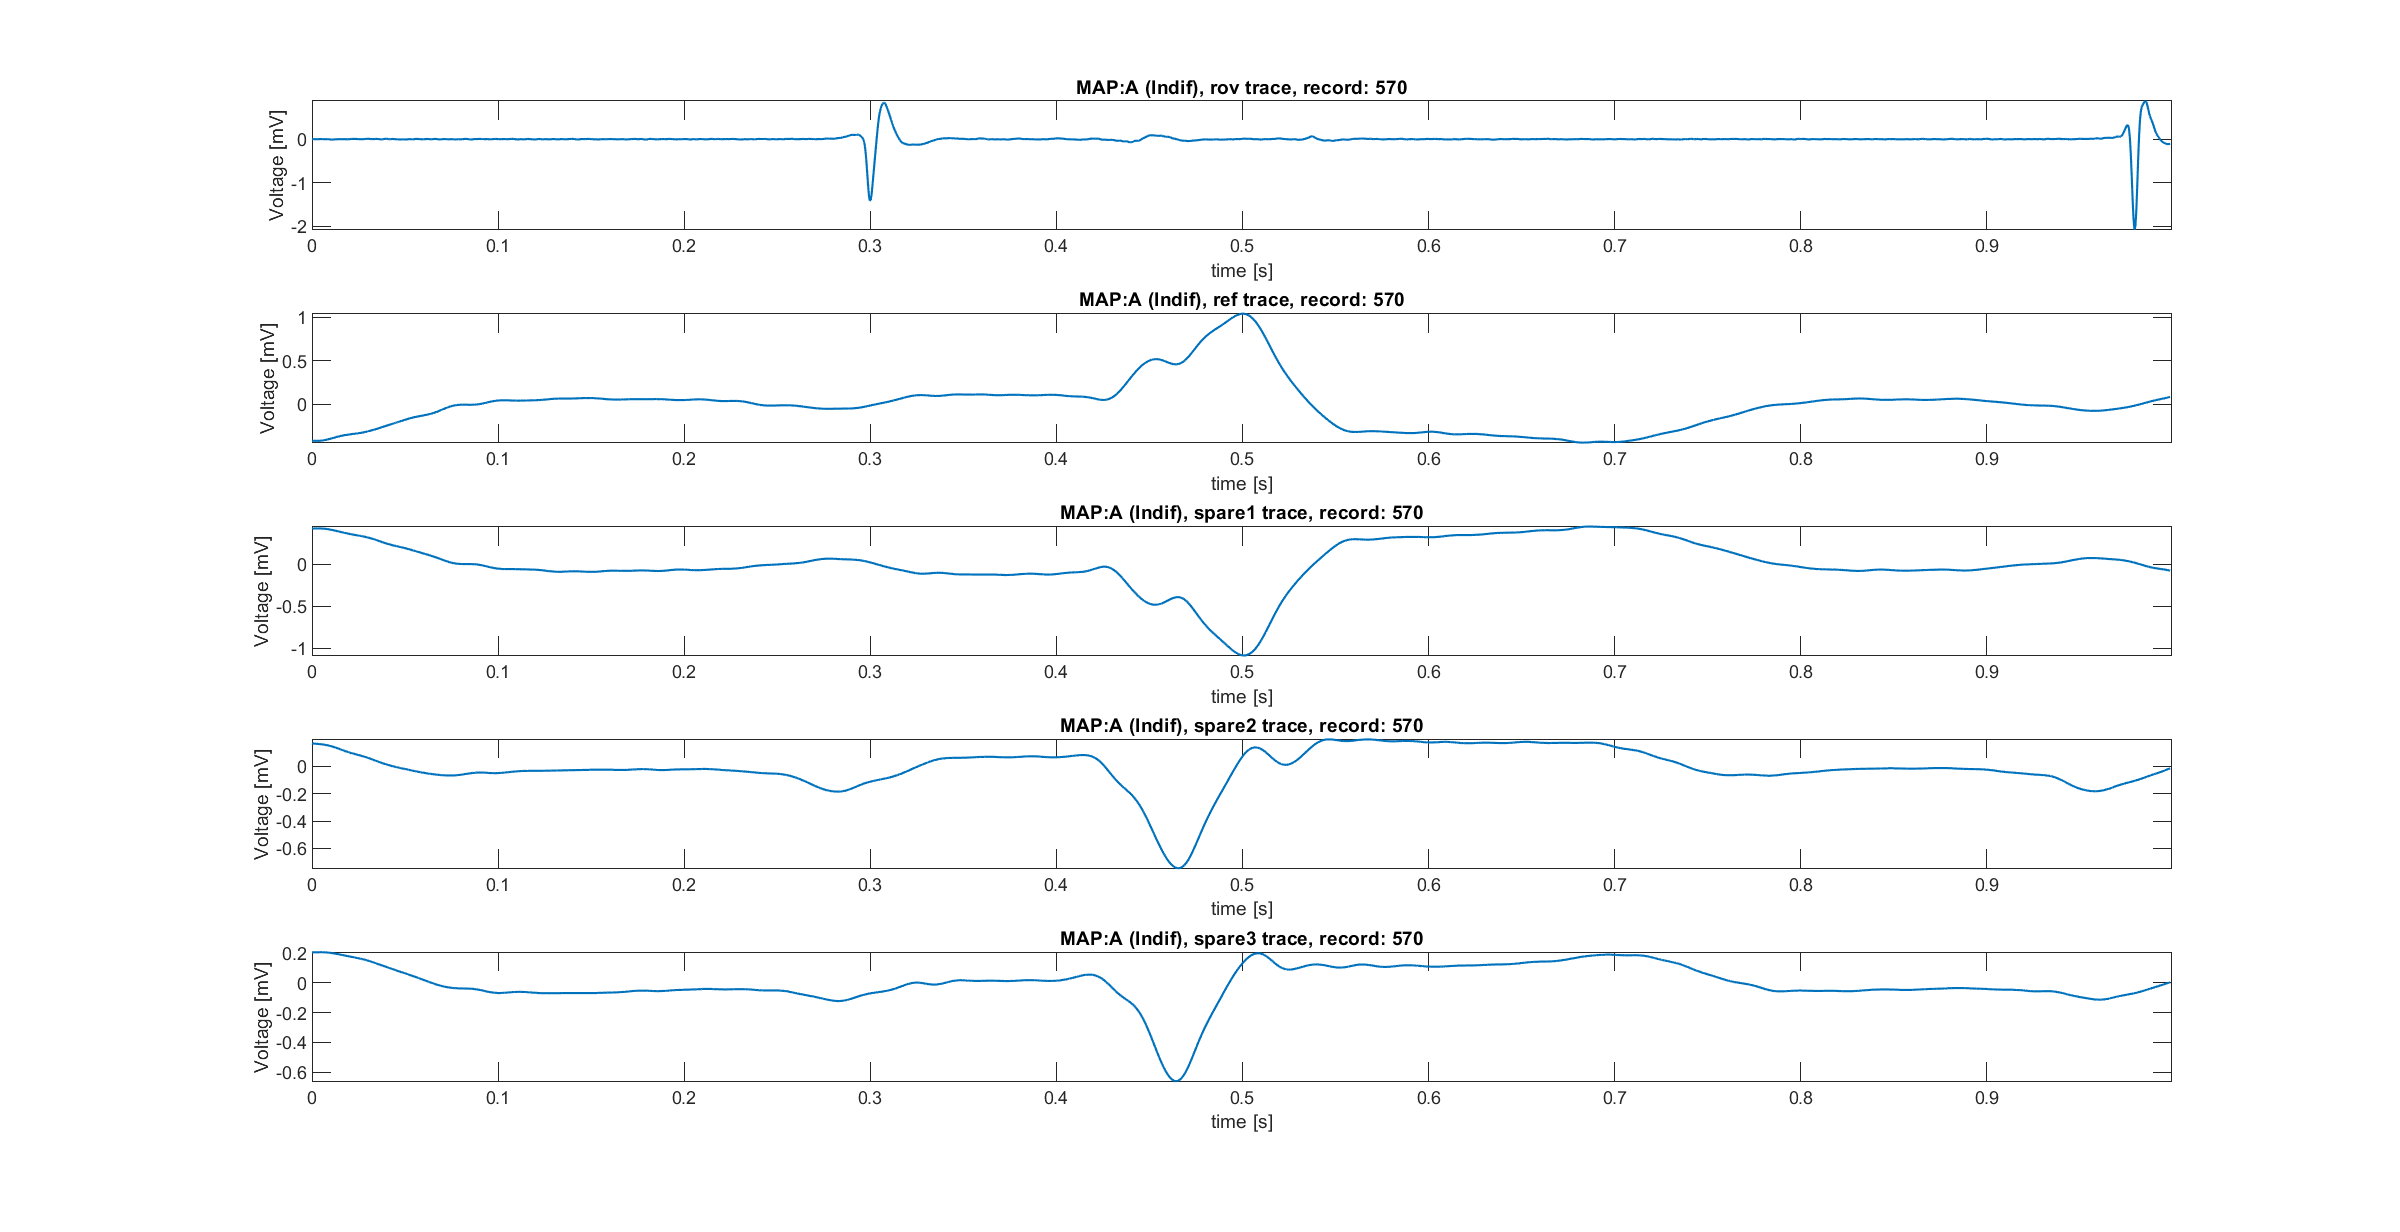 MAP:A (Indif), rov trace, record: 570
Voltage [mV]
0
-1
-2
0 0.1 0.2 0.3 0.4 0.5 0.6 0.7 0.8 0.9
time [s]
MAP:A (Indif), ref trace, record: 570
Voltage [mV]
1
0.5
0
0 0.1 0.2 0.3 0.4 0.5 0.6 0.7 0.8 0.9
time [s]
MAP:A (Indif), spare1 trace, record: 570
Voltage [mV]
0
-0.5
-1
0 0.1 0.2 0.3 0.4 0.5 0.6 0.7 0.8 0.9
time [s]
MAP:A (Indif), spare2 trace, record: 570
Voltage [mV]
0
-0.2
-0.4
-0.6
0 0.1 0.2 0.3 0.4 0.5 0.6 0.7 0.8 0.9
time [s]
MAP:A (Indif), spare3 trace, record: 570
Voltage [mV]
0.2
0
-0.2
-0.4
-0.6
0 0.1 0.2 0.3 0.4 0.5 0.6 0.7 0.8 0.9
time [s]